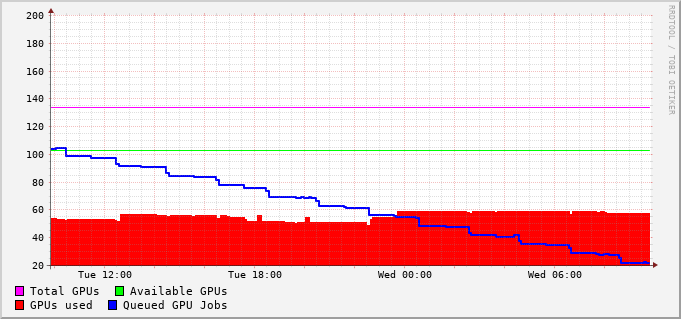 200
180
160
140
120
100
80
60
40
20
Tue 12:00 Tue 18:00 Wed 00:00 Wed 06:00
Total GPUs Available GPUs
GPUs used Queued GPU Jobs
RRDTOOL / TOBI OETIKER